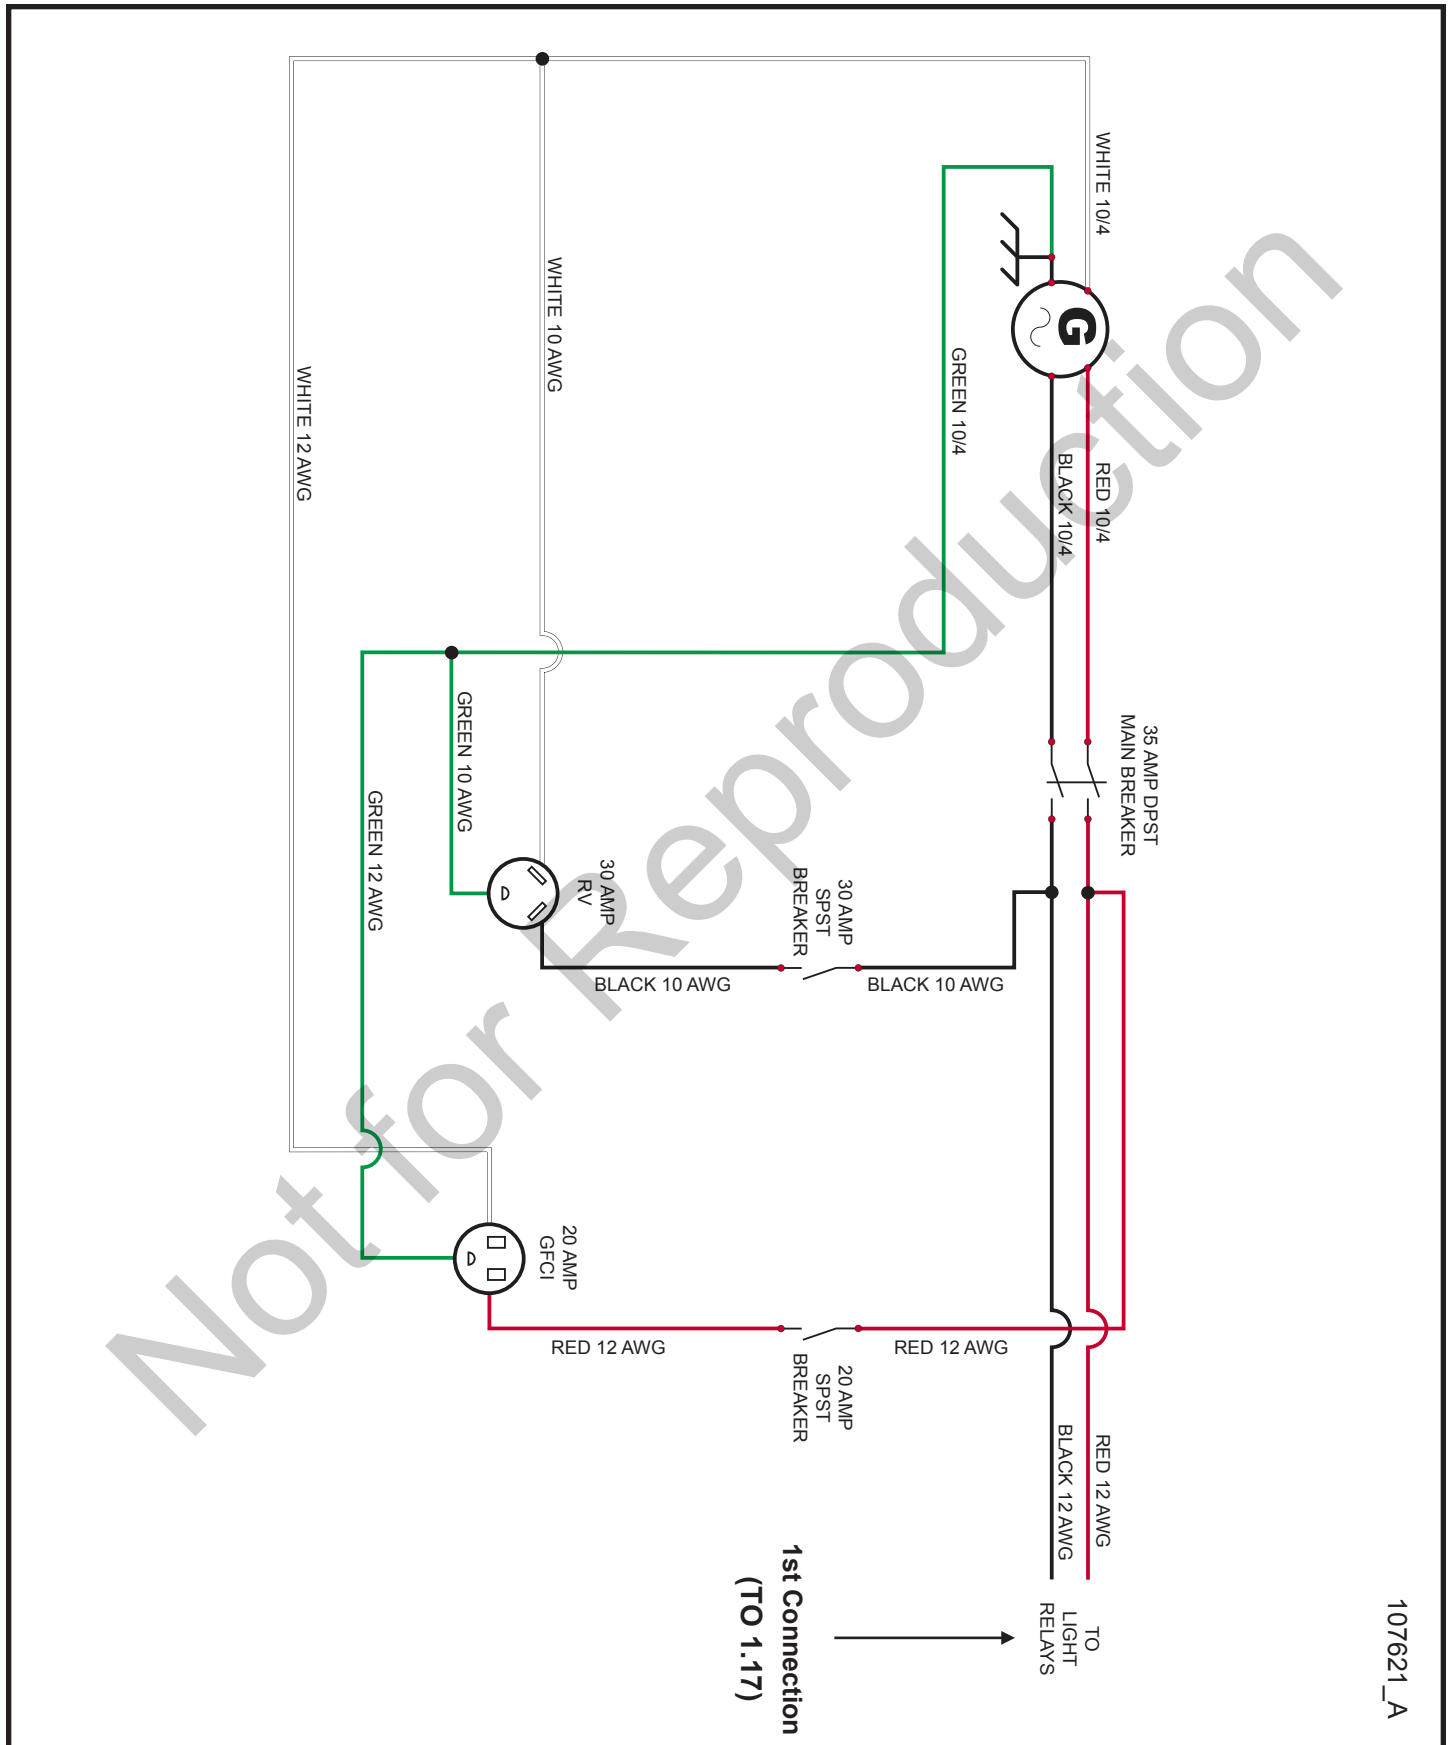 107621_A
WHITE 10/4
RED 10/4
BLACK 10/4
35 AMP DPST
MAIN BREAKER
RED 12 AWG
BLACK 12 AWG
TO
LIGHT
RELAYS
G
GREEN 10/4
30 AMP
SPST
BREAKER
BLACK 10 AWG
BLACK 10 AWG
20 AMP
SPST
BREAKER
RED 12 AWG
RED 12 AWG
1st Connection
(TO 1.17)
WHITE 10 AWG
30 AMP
RV
20 AMP
GFCI
GREEN 10 AWG
GREEN 12 AWG
WHITE 12 AWG
Not for Reproduction